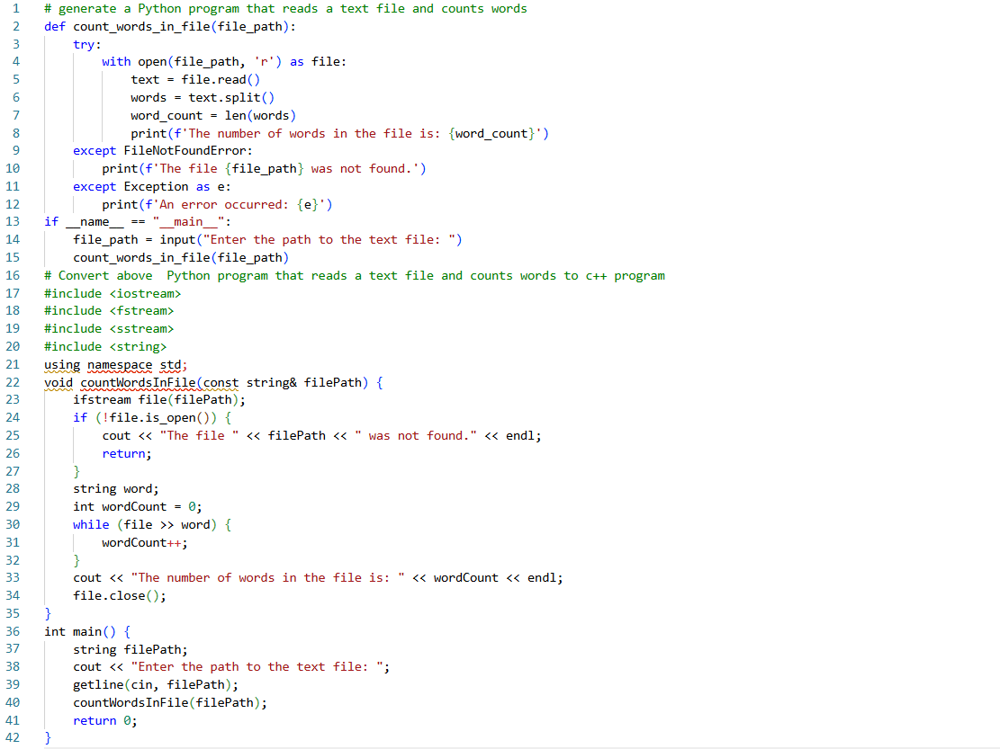 1 # generate a Python program that reads a text file and counts words
2 def count_words_in_file(file_path):
3     try:
4         with open(file_path, 'r') as file:
5             text = file.read()
6             words = text.split()
7             word_count = len(words)
8             print(f'The number of words in the file is: {word_count}')
9     except FileNotFoundError:
10         print(f'The file {file_path} was not found.')
11     except Exception as e:
12         print(f'An error occurred: {e}')
13 if __name__ == "__main__":
14     file_path = input("Enter the path to the text file: ")
15     count_words_in_file(file_path)
16 # Convert above  Python program that reads a text file and counts words to c++ program
17 #include <iostream>
18 #include <fstream>
19 #include <sstream>
20 #include <string>
21 using namespace std;
22 void countWordsInFile(const string& filePath) {
23     ifstream file(filePath);
24     if (!file.is_open()) {
25         cout << "The file " << filePath << " was not found." << endl;
26         return;
27     }
28     string word;
29     int wordCount = 0;
30     while (file >> word) {
31         wordCount++;
32     }
33     cout << "The number of words in the file is: " << wordCount << endl;
34     file.close();
35 }
36 int main() {
37     string filePath;
38     cout << "Enter the path to the text file: ";
39     getline(cin, filePath);
40     countWordsInFile(filePath);
41     return 0;
42 }